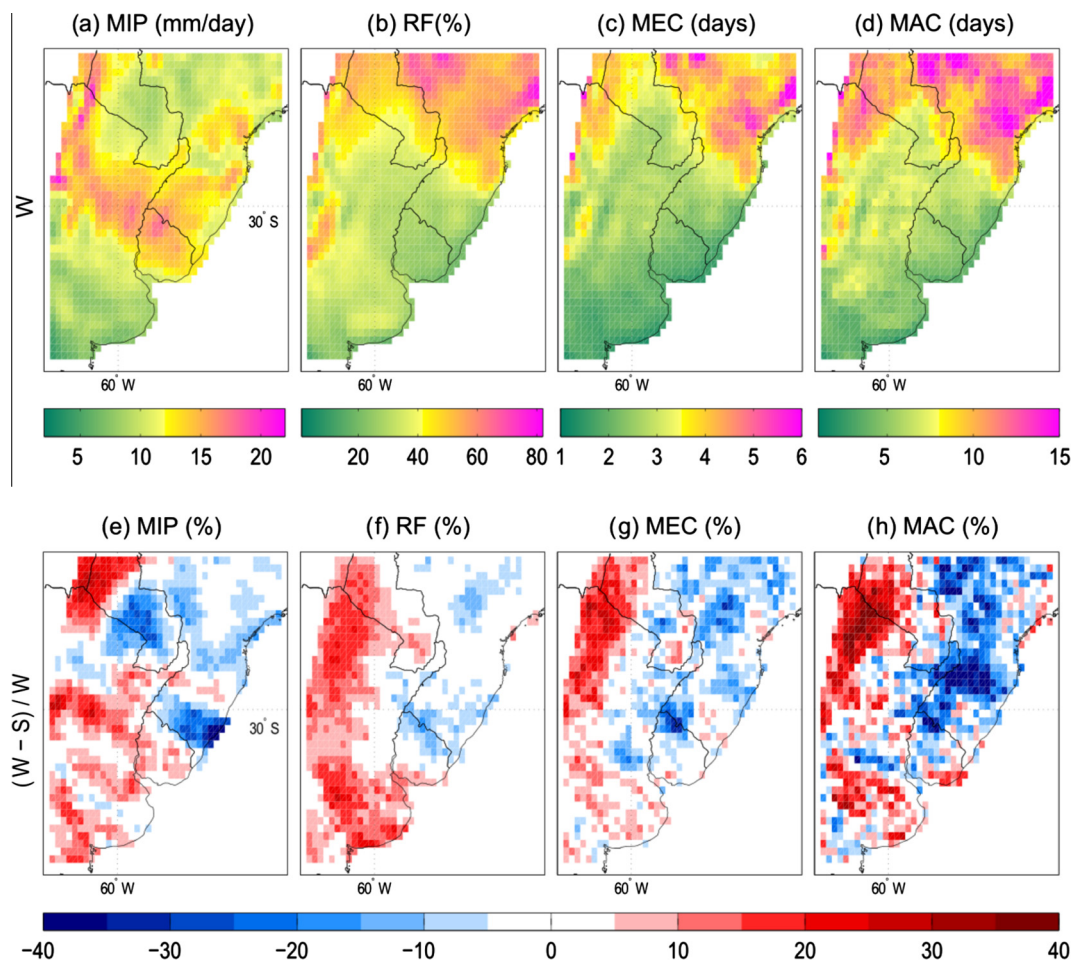 (a) MIP (mm/day) (b) RF(%) (c) MEC (days) (d) MAC (days)
W
30° S
60° W 60° W 60° W 60° W
5 10 15 20 20 40 60 80 1 2 3 4 5 6 5 10 15
(e) MIP (%) (f) RF (%) (g) MEC (%) (h) MAC (%)
(W − S) / W
30° S
60° W 60° W 60° W 60° W
−40 −30 −20 −10 0 10 20 30 40